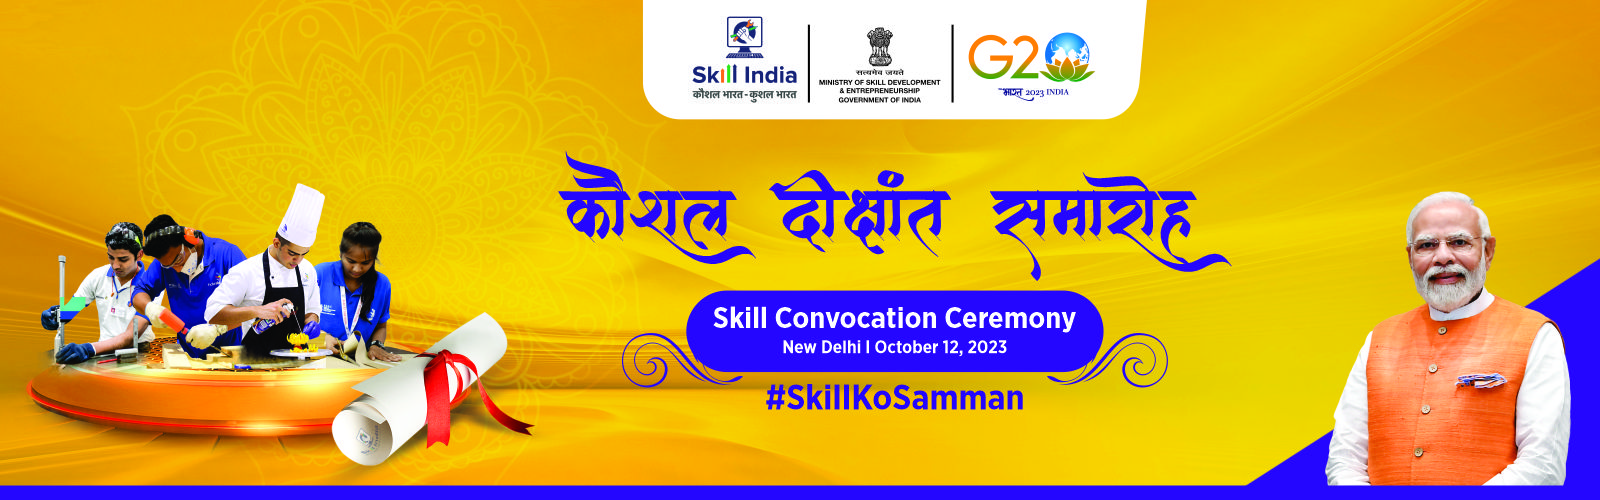 Skill India
कौशल भारत - कुशल भारत
सत्यमेव जयते
MINISTRY OF SKILL DEVELOPMENT
& ENTREPRENEURSHIP
GOVERNMENT OF INDIA
G20
भारत 2023 INDIA
कौशल दीक्षांत समारोह
Skill Convocation Ceremony
New Delhi I October 12, 2023
#SkillKoSamman